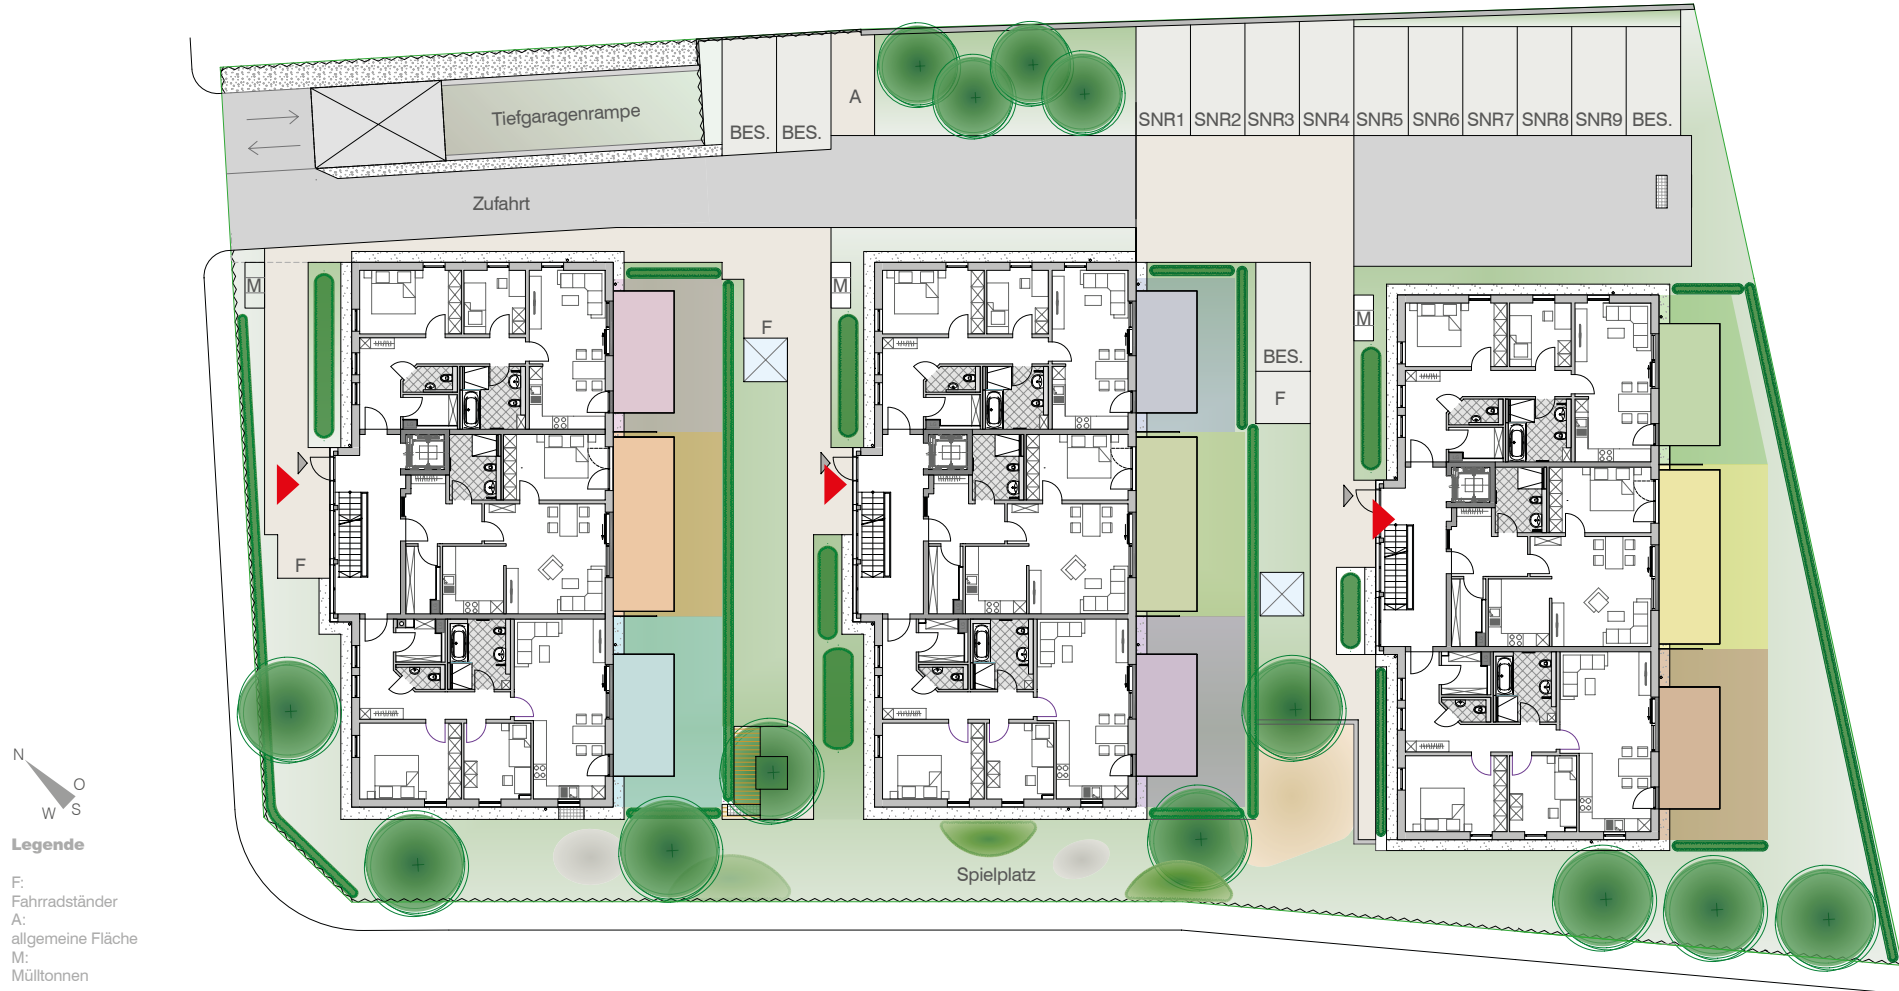 Tiefgaragenrampe
BES.
BES.
A
SNR1
SNR2
SNR3
SNR4
SNR5
SNR6
SNR7
SNR8
SNR9
BES.
Zufahrt
M
M
M
F
BES.
F
F
Spielplatz
N
O
W
S
Legende
F:
Fahrradständer
A:
allgemeine Fläche
M:
Mülltonnen